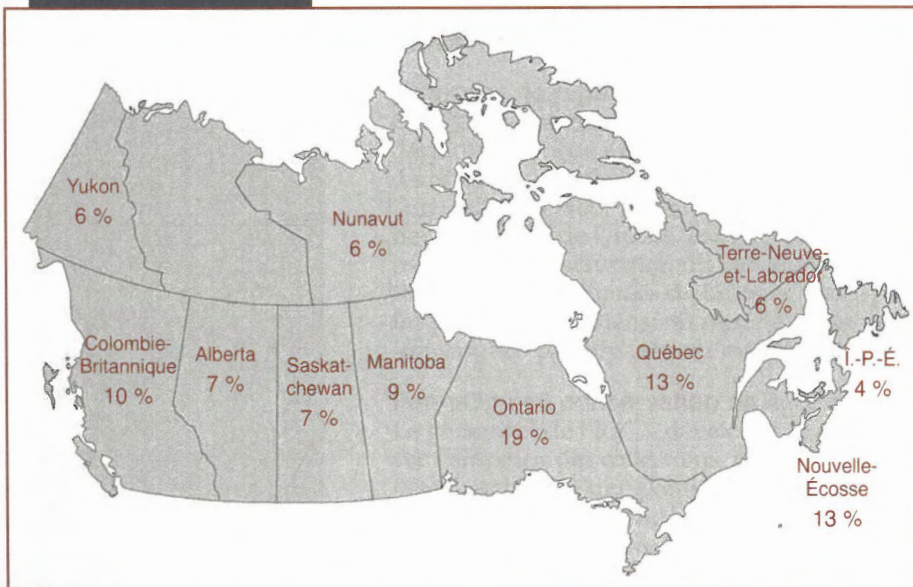 Yukon
6 %
Nunavut
6 %
Terre-Neuve-
et-Labrador
6 %
Colombie-
Britannique
10 %
Alberta
7 %
Saskat-
chewan
7 %
Manitoba
9 %
Ontario
19 %
Québec
13 %
Î.-P.-É.
4 %
Nouvelle-
Écosse
13 %